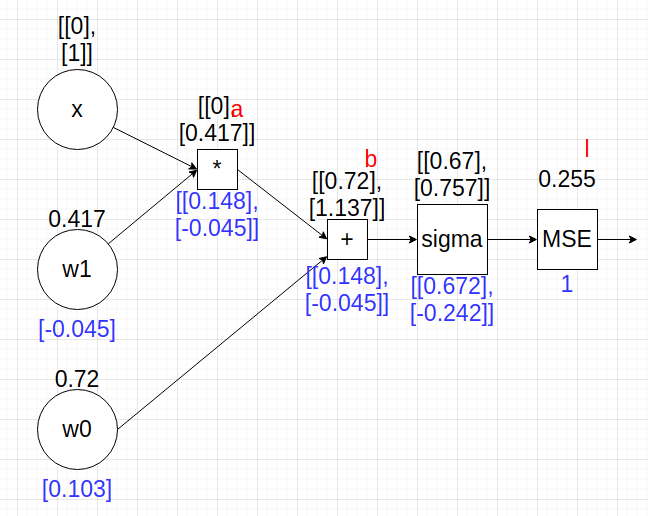 [[0],
[1]]
x
[[0],
a
[0.417]]
*
[[0.148],
[-0.045]]
0.417
w1
[-0.045]
0.72
w0
[0.103]
b
[[0.72],
[1.137]]
+
[[0.148],
[-0.045]]
[[0.67],
[0.757]]
sigma
[[0.672],
[-0.242]]
l
0.255
MSE
1